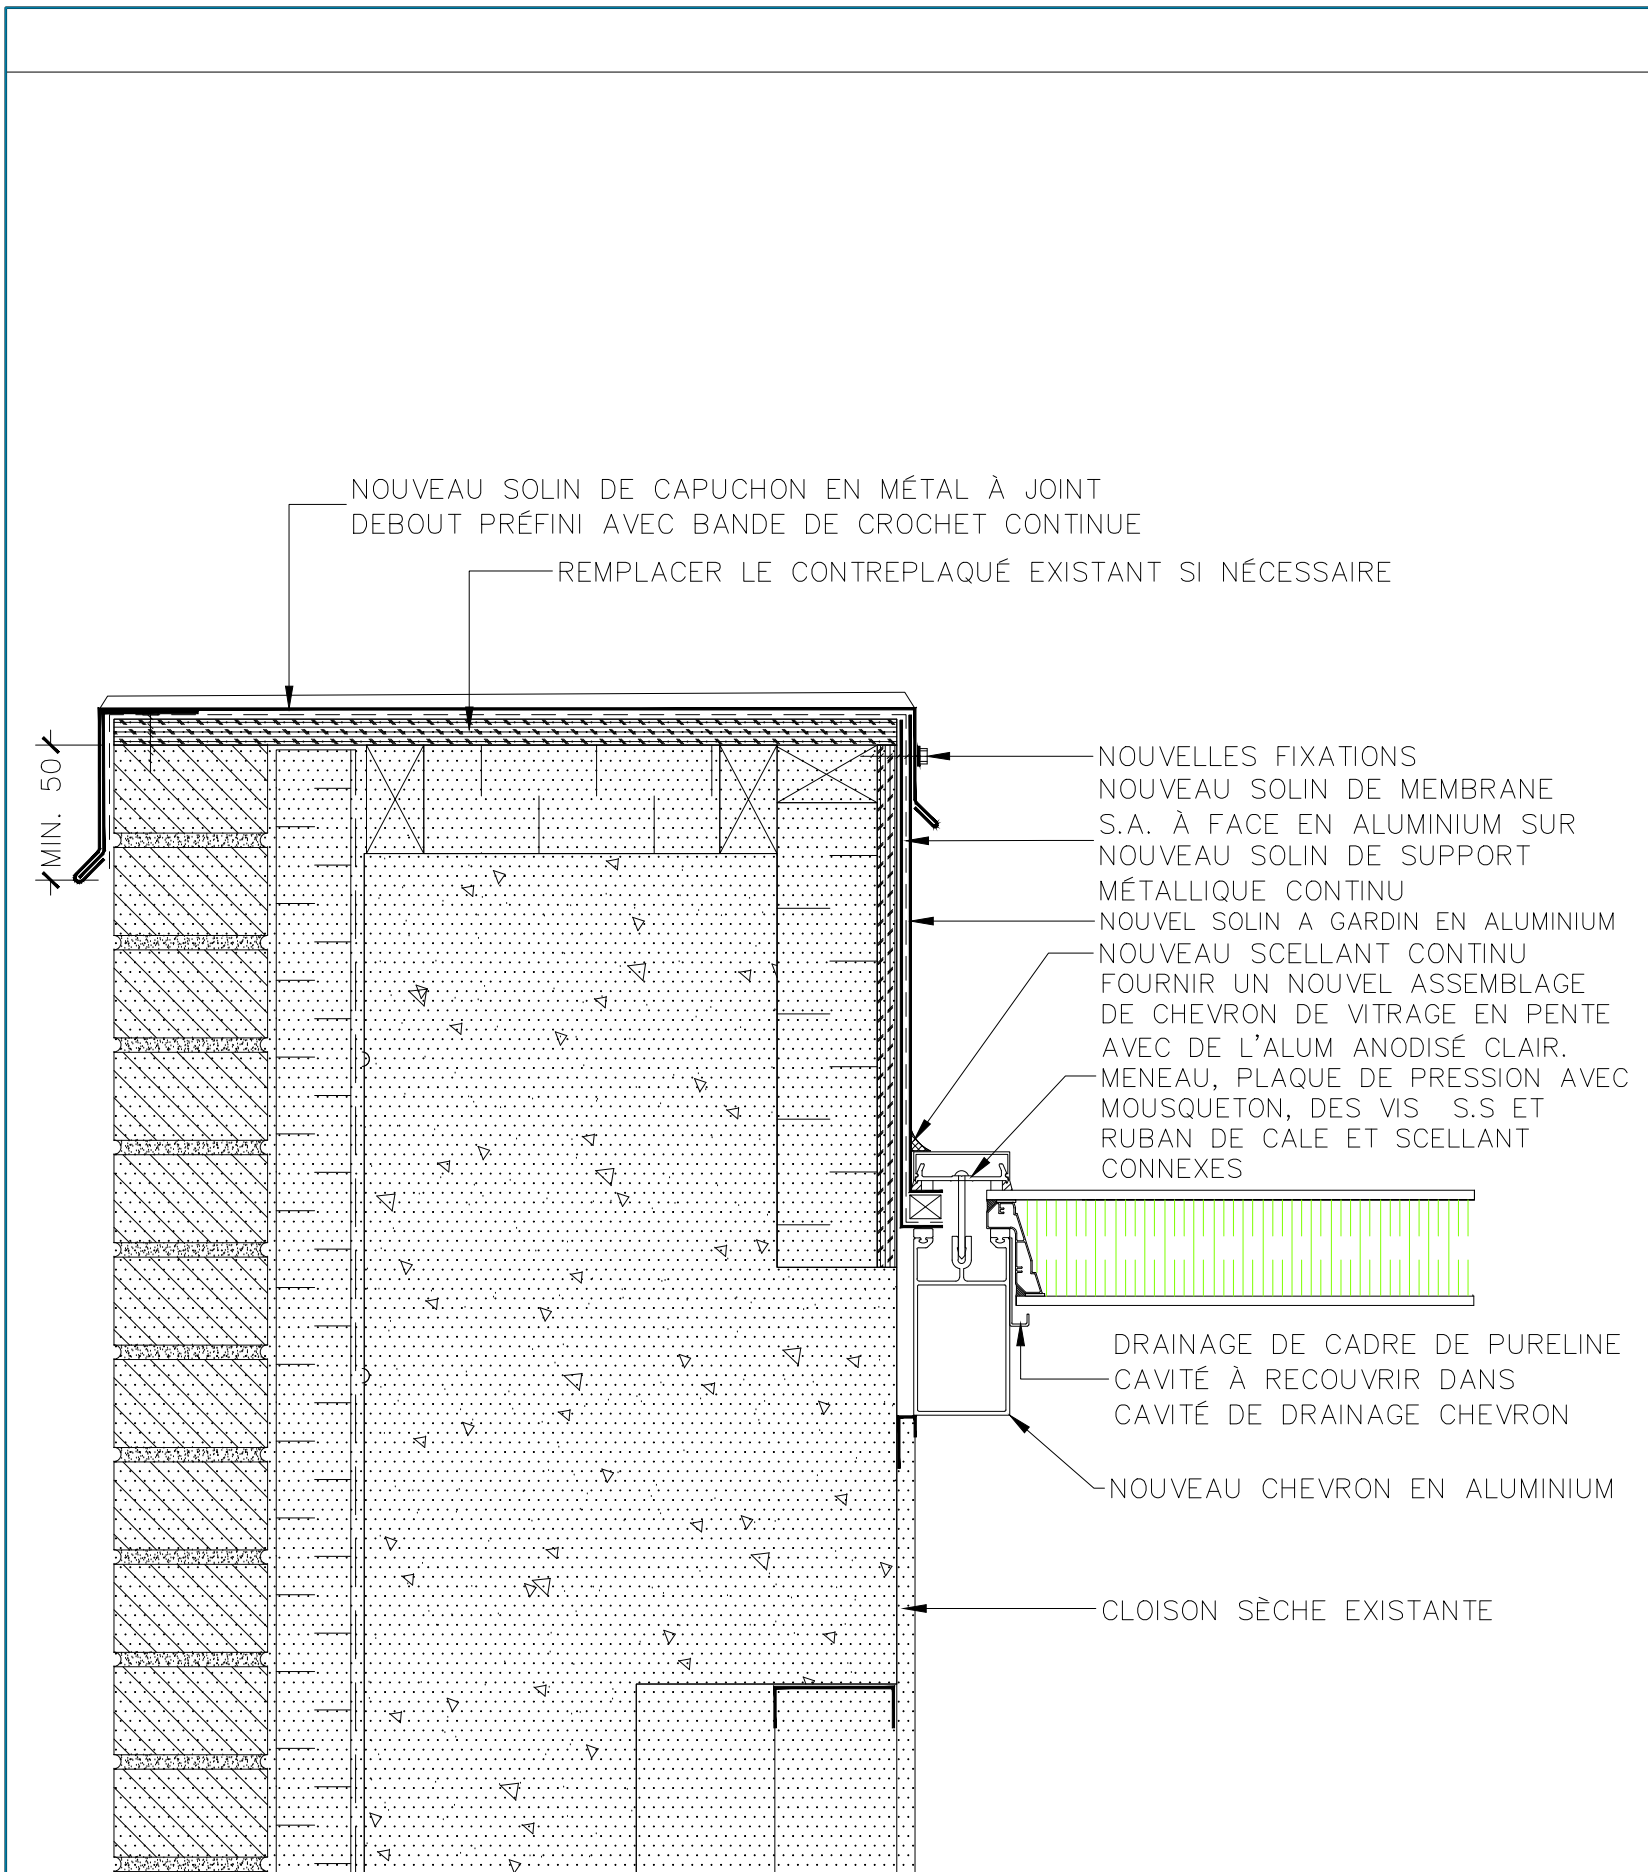 NOUVEAU SOLIN DE CAPUCHON EN MÉTAL À JOINT
DEBOUT PRÉFINI AVEC BANDE DE CROCHET CONTINUE
REMPLACER LE CONTREPLAQUÉ EXISTANT SI NÉCESSAIRE
MIN. 50
NOUVELLES FIXATIONS
NOUVEAU SOLIN DE MEMBRANE
S.A. À FACE EN ALUMINIUM SUR
NOUVEAU SOLIN DE SUPPORT
MÉTALLIQUE CONTINU
NOUVEL SOLIN A GARDIN EN ALUMINIUM
NOUVEAU SCELLANT CONTINU
FOURNIR UN NOUVEL ASSEMBLAGE
DE CHEVRON DE VITRAGE EN PENTE
AVEC DE L'ALUM ANODISÉ CLAIR.
MENEAU, PLAQUE DE PRESSION AVEC
MOUSQUETON, DES VIS S.S ET
RUBAN DE CALE ET SCELLANT
CONNEXES
DRAINAGE DE CADRE DE PURELINE
CAVITÉ À RECOUVRIR DANS
CAVITÉ DE DRAINAGE CHEVRON
NOUVEAU CHEVRON EN ALUMINIUM
CLOISON SÈCHE EXISTANTE